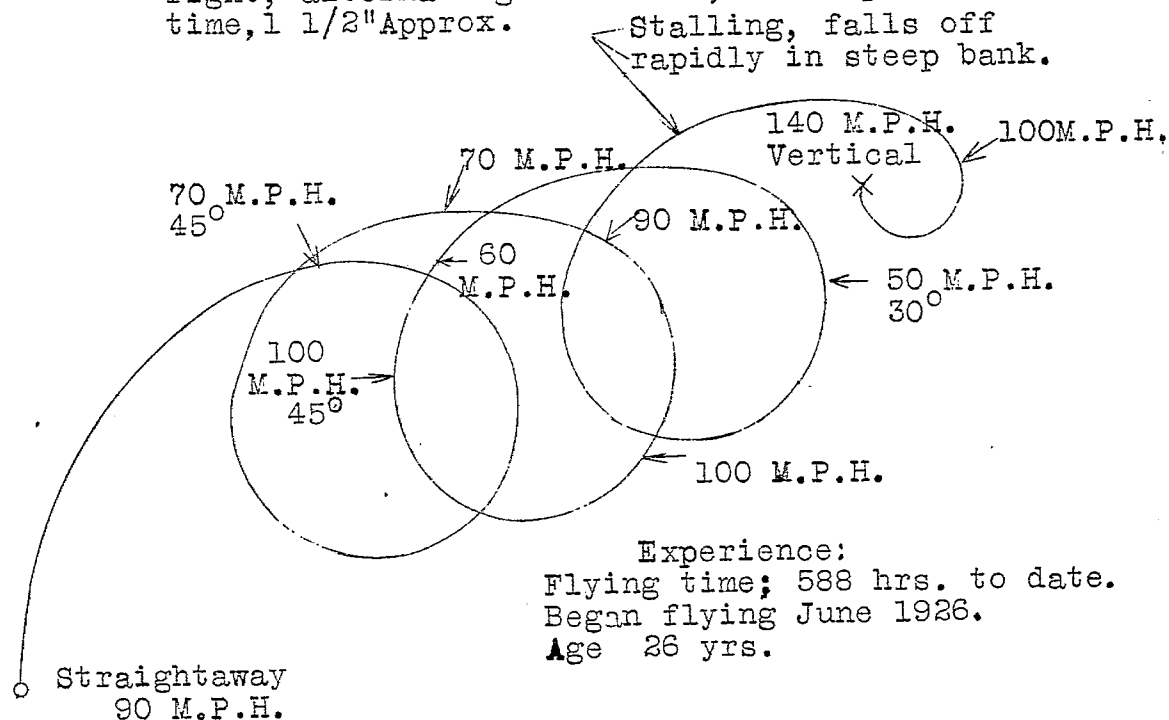 time,1 1/2"Approx.
Stalling, falls off
rapidly in steep bank.
140 M.P.H.
Vertical
100M.P.H.
70 M.P.H.
70 M.P.H.
45°
90 M.P.H.
60
M.P.H.
50 M.P.H.
30°
100
M.P.H.
45°
100 M.P.H.
Experience:
Flying time; 588 hrs. to date.
Began flying June 1926.
Age 26 yrs.
Straightaway
90 M.P.H.